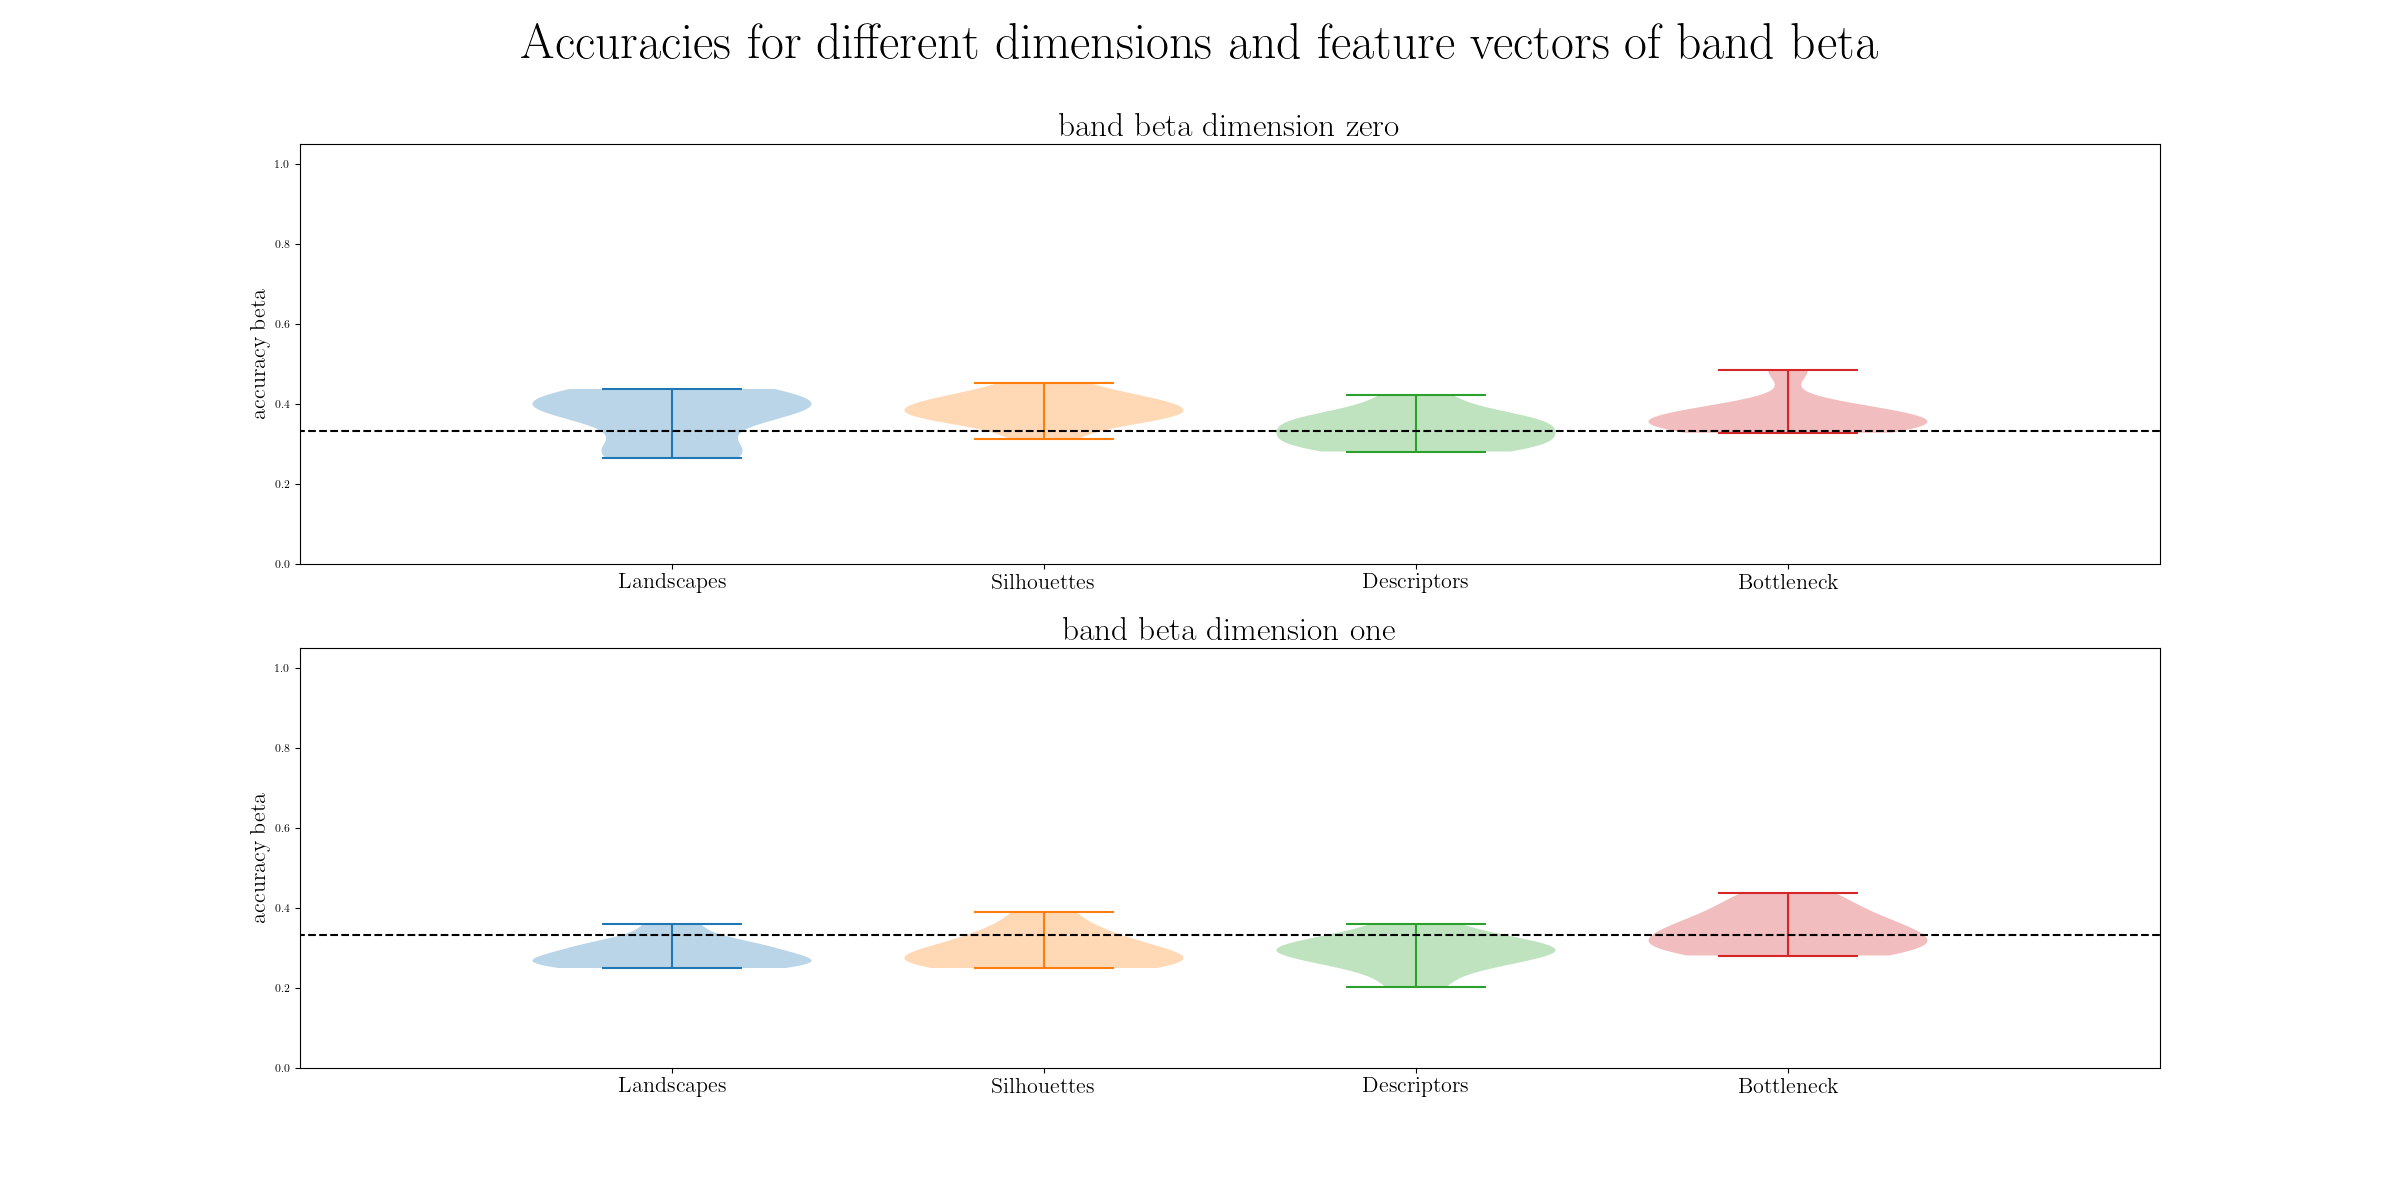 Accuracies for different dimensions and feature vectors of band beta
band beta dimension zero
1.0
0.8
0.6
0.4
0.2
0.0
accuracy beta
Landscapes Silhouettes Descriptors Bottleneck
band beta dimension one
1.0
0.8
0.6
0.4
0.2
0.0
accuracy beta
Landscapes Silhouettes Descriptors Bottleneck